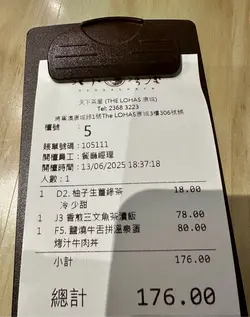 天下茶屋 (THE LOHAS 康城)
Tel: 2368 3223
將軍澳康城路1號The LOHAS康城3樓306號舖
檯號: 5
賬單號碼: 105111
開檯員工: 餐廳經理
開檯時間: 13/06/2025 18:37:18
人數: 1
1 D2. 柚子生薑綠茶 18.00
冷 少甜
1 J3 香煎三文魚茶漬飯 78.00
1 F5. 鹽燒牛舌拼溫泉蛋 80.00
烤汁牛肉丼
小計 176.00
總計 176.00